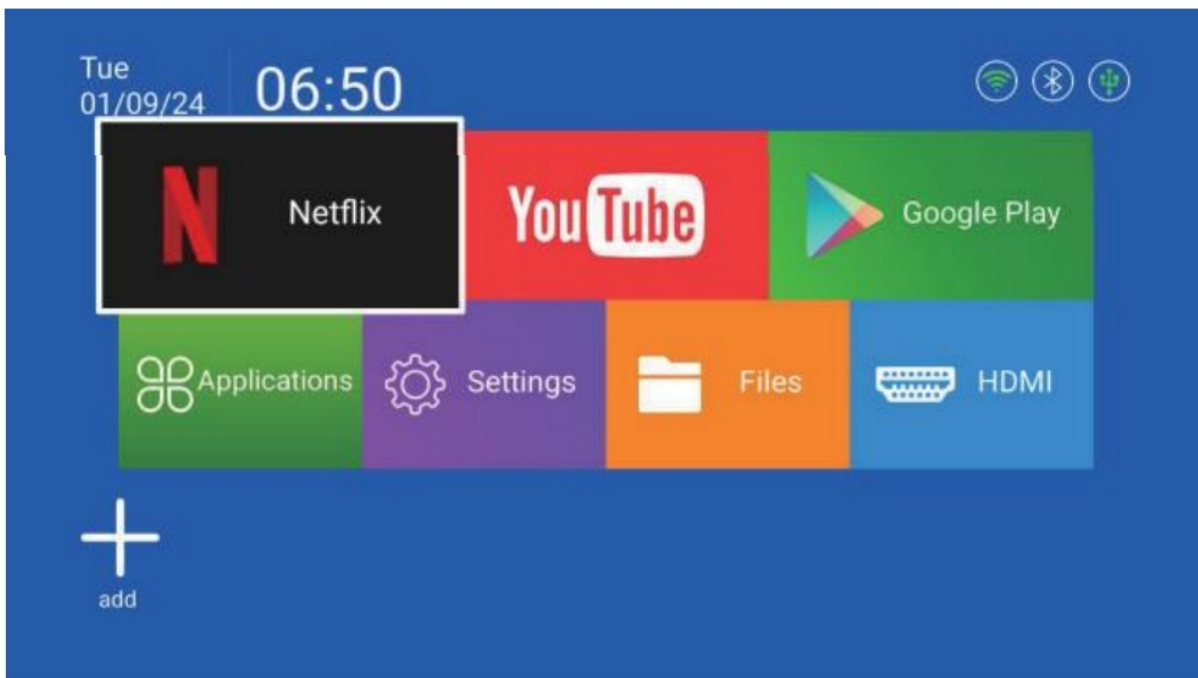 Tue
01/09/24
06:50
N
Netflix
YouTube
Google Play
Applications
Settings
Files
HDMI
add